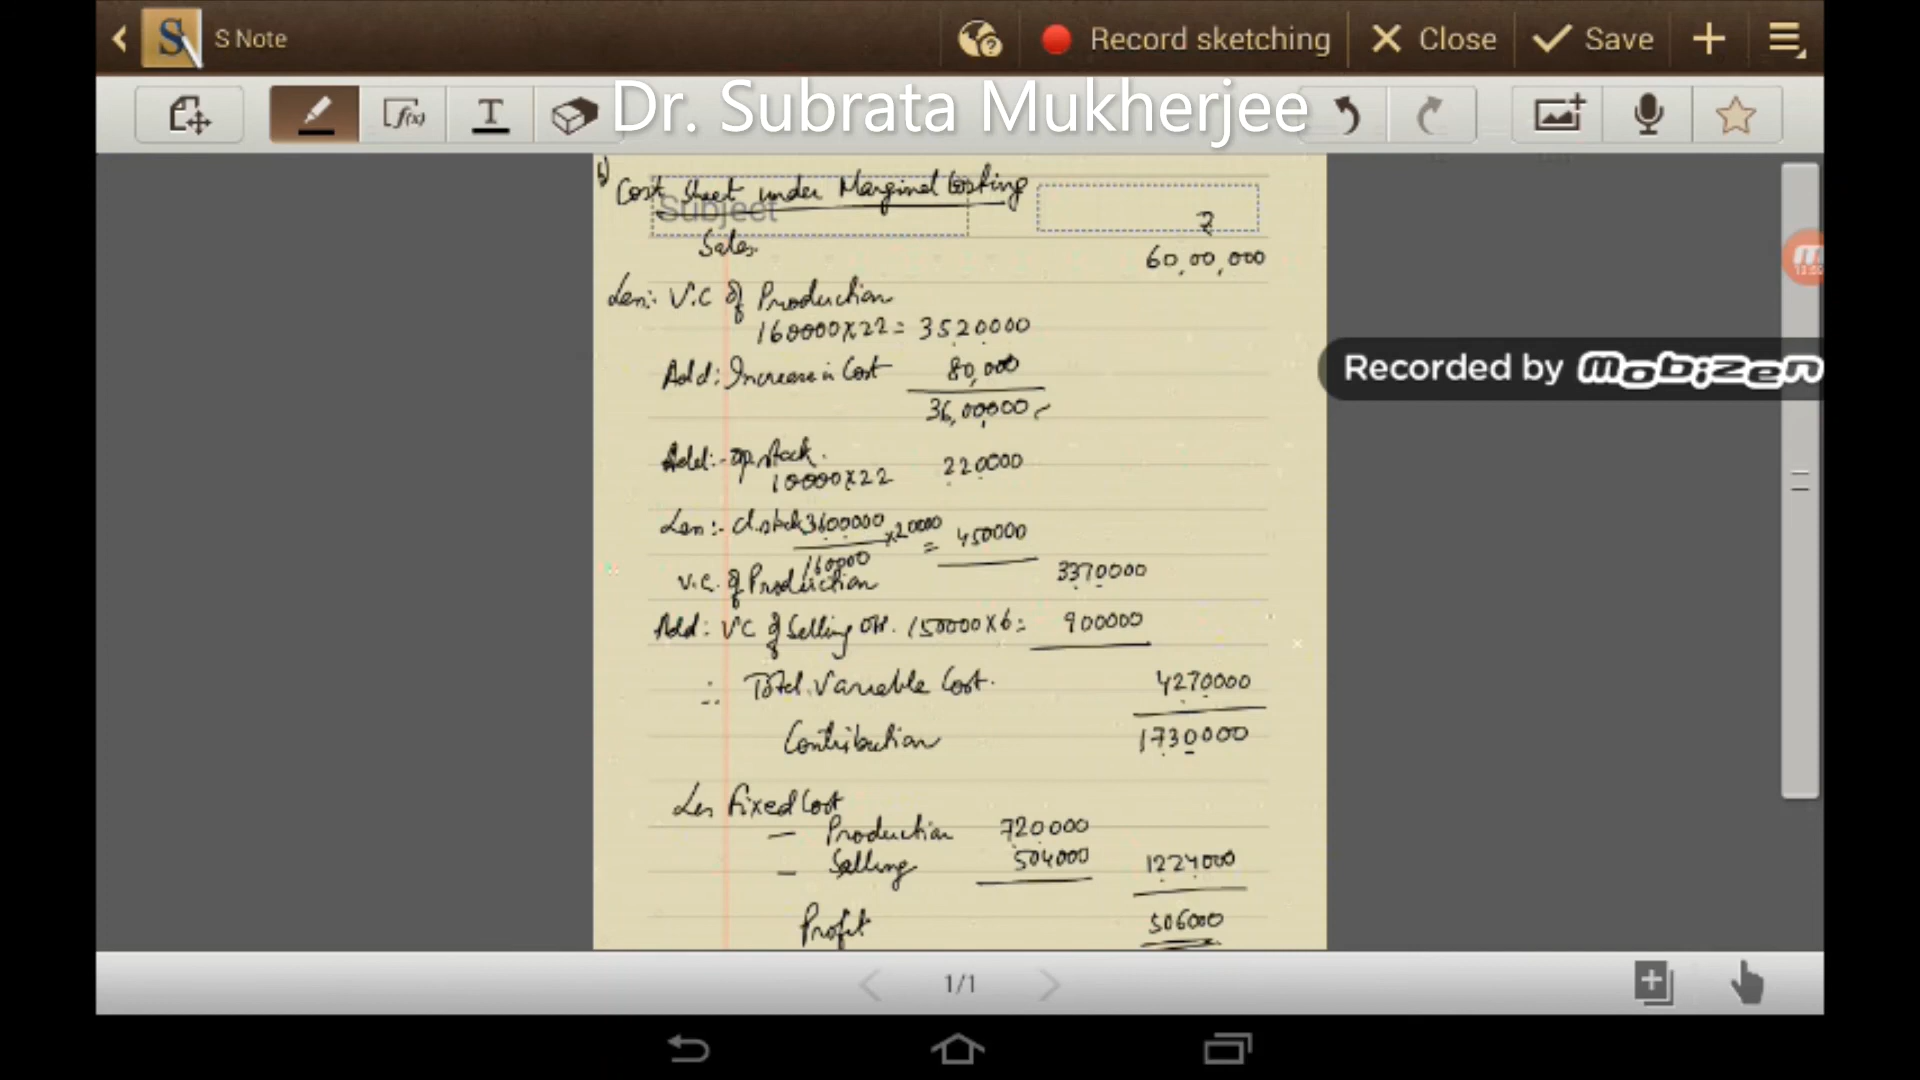 S Note
Record sketching
Close
Save
T
f(x)
Dr. Subrata Mukherjee
b)
Cost Sheet under Marginal Costing
Subject
₹
Sales 60,00,000
Less: V.C of Production
160000x22 = 3520000
Add: Increase in Cost 80,000
36,00000
Recorded by mobizen
Add:- op. stock.
10000x22 220000
Less:- cl. stock 3600000 x20000 = 450000
160000
V.C. of Production 3370000
Add: VC of Selling OH. 150000x6= 900000
∴ Total Variable Cost. 4270000
Contribution 1730000
Less Fixed Cost
— Production 720000
— Selling 504000 1224000
Profit 506000
1/1